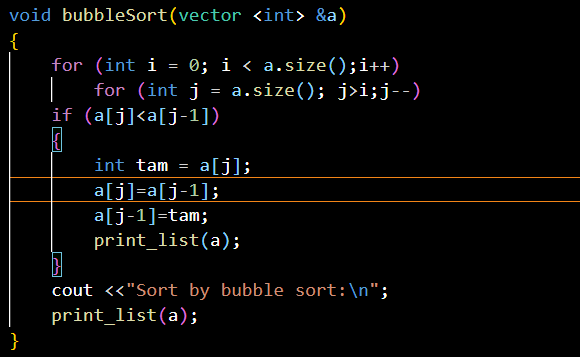 void bubbleSort(vector <int> &a)
{
    for (int i = 0; i < a.size();i++)
        for (int j = a.size(); j>i;j--)
    if (a[j]<a[j-1])
    {
        int tam = a[j];
        a[j]=a[j-1];
        a[j-1]=tam;
        print_list(a);
    }
    cout <<"Sort by bubble sort:\n";
    print_list(a);
}